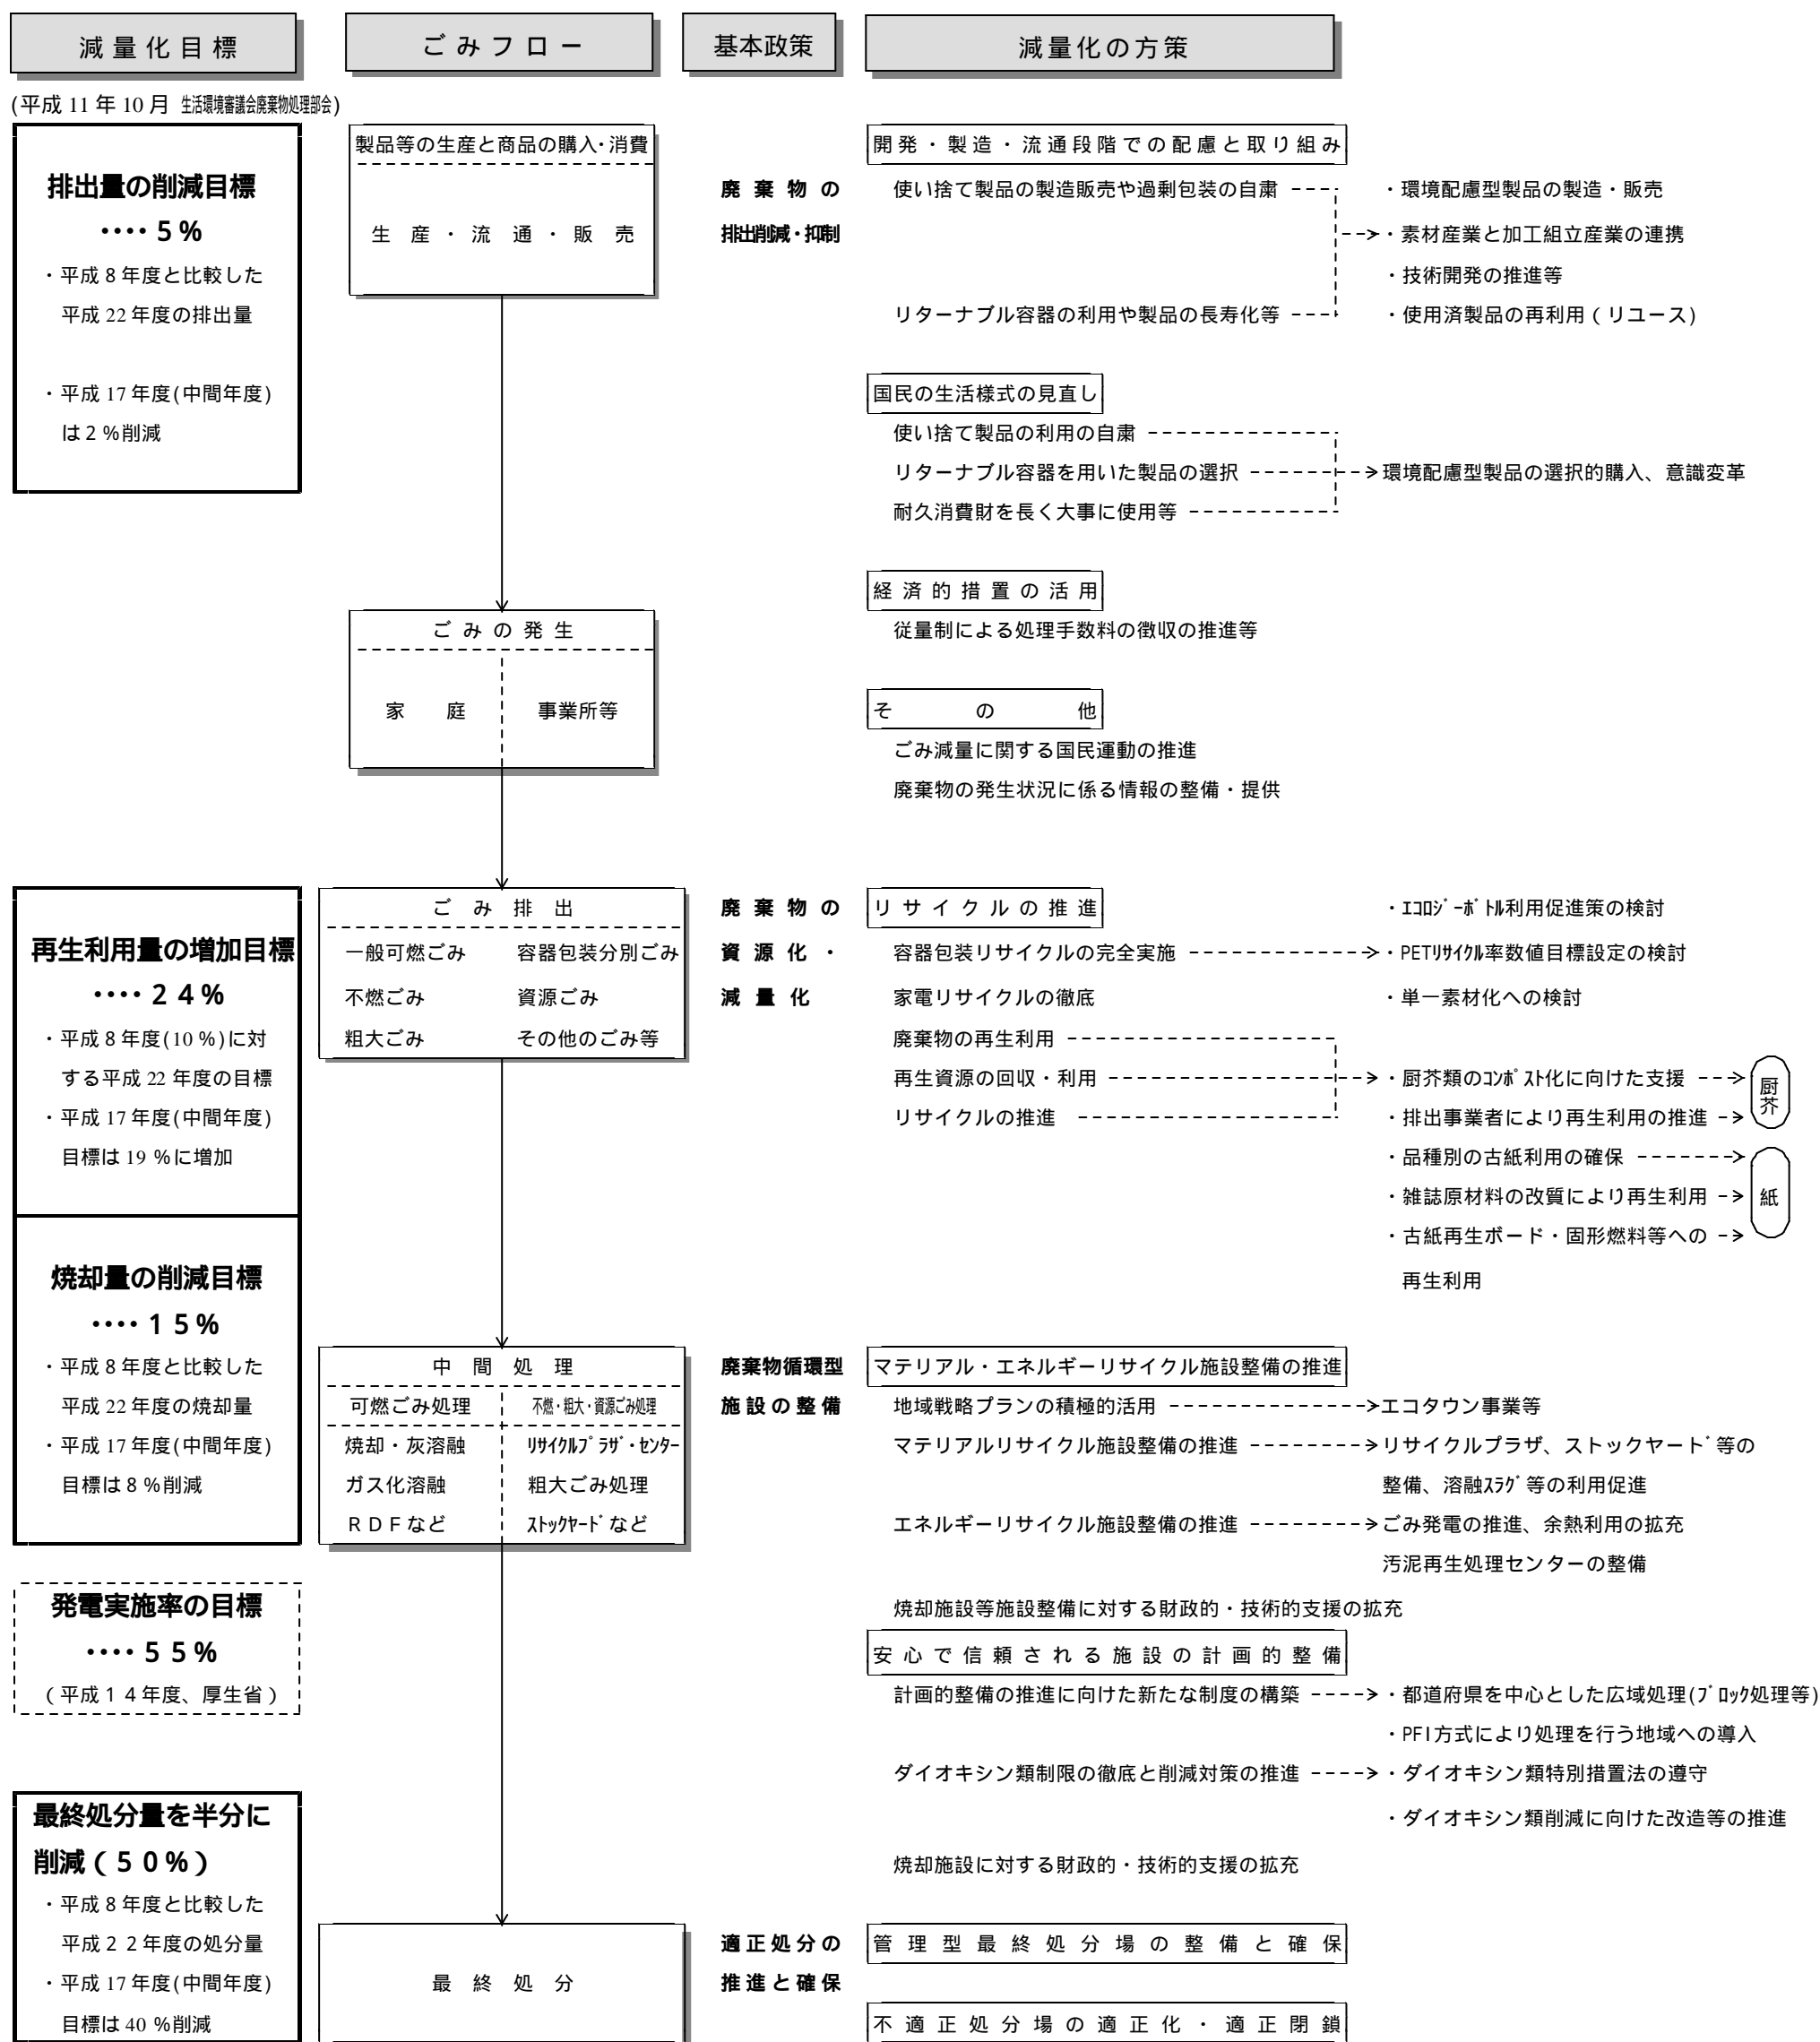 減量化目標
ごみフロー
基本政策
減量化の方策
(平成 11 年 10 月 生活環境審議会廃棄物処理部会)
排出量の削減目標
‥‥５%
・平成 8 年度と比較した
平成 22 年度の排出量
・平成 17 年度(中間年度)
は２%削減
製品等の生産と商品の購入・消費
生産・流通・販売
廃棄物の
排出削減・抑制
開発・製造・流通段階での配慮と取り組み
使い捨て製品の製造販売や過剰包装の自粛
リターナブル容器の利用や製品の長寿化等
・環境配慮型製品の製造・販売
・素材産業と加工組立産業の連携
・技術開発の推進等
・使用済製品の再利用（リユース)
国民の生活様式の見直し
使い捨て製品の利用の自粛
リターナブル容器を用いた製品の選択
耐久消費財を長く大事に使用等
環境配慮型製品の選択的購入、意識変革
経済的措置の活用
従量制による処理手数料の徴収の推進等
ごみの発生
家庭
事業所等
その他
ごみ減量に関する国民運動の推進
廃棄物の発生状況に係る情報の整備・提供
再生利用量の増加目標
‥‥２４%
・平成 8 年度(10 %)に対
する平成 22 年度の目標
・平成 17 年度(中間年度)
目標は 19 %に増加
ごみ排出
一般可燃ごみ 容器包装分別ごみ
不燃ごみ 資源ごみ
粗大ごみ その他のごみ等
廃棄物の
資源化・
減量化
リサイクルの推進
容器包装リサイクルの完全実施
家電リサイクルの徹底
廃棄物の再生利用
再生資源の回収・利用
リサイクルの推進
・ｴｺﾛｼﾞｰﾎﾞﾄﾙ利用促進策の検討
・PETﾘｻｲｸﾙ率数値目標設定の検討
・単一素材化への検討
・厨芥類のｺﾝﾎﾟｽﾄ化に向けた支援
・排出事業者により再生利用の推進
厨芥
・品種別の古紙利用の確保
・雑誌原材料の改質により再生利用
・古紙再生ボード・固形燃料等への
再生利用
紙
焼却量の削減目標
‥‥１５%
・平成 8 年度と比較した
平成 22 年度の焼却量
・平成 17 年度(中間年度)
目標は 8 %削減
中間処理
可燃ごみ処理 不燃・粗大・資源ごみ処理
焼却・灰溶融 ﾘｻｲｸﾙﾌﾟﾗｻﾞ・ｾﾝﾀｰ
ガス化溶融 粗大ごみ処理
ＲＤＦなど ｽﾄｯｸﾔｰﾄﾞなど
廃棄物循環型
施設の整備
マテリアル・エネルギーリサイクル施設整備の推進
地域戦略プランの積極的活用
エコタウン事業等
マテリアルリサイクル施設整備の推進
リサイクルプラザ、ストックヤードﾞ等の
整備、溶融ｽﾗｸﾞ等の利用促進
エネルギーリサイクル施設整備の推進
ごみ発電の推進、余熱利用の拡充
汚泥再生処理センターの整備
焼却施設等施設整備に対する財政的・技術的支援の拡充
発電実施率の目標
‥‥５５%
(平成１４年度、厚生省)
安心で信頼される施設の計画的整備
計画的整備の推進に向けた新たな制度の構築
・都道府県を中心とした広域処理(ﾌﾞﾛｯｸ処理等)
・PFI方式により処理を行う地域への導入
ダイオキシン類制限の徹底と削減対策の推進
・ダイオキシン類特別措置法の遵守
・ダイオキシン類削減に向けた改造等の推進
焼却施設に対する財政的・技術的支援の拡充
最終処分量を半分に
削減（５０%）
・平成 8 年度と比較した
平成２２年度の処分量
・平成 17 年度(中間年度)
目標は 40 %削減
最終処分
適正処分の
推進と確保
管理型最終処分場の整備と確保
不適正処分場の適正化・適正閉鎖